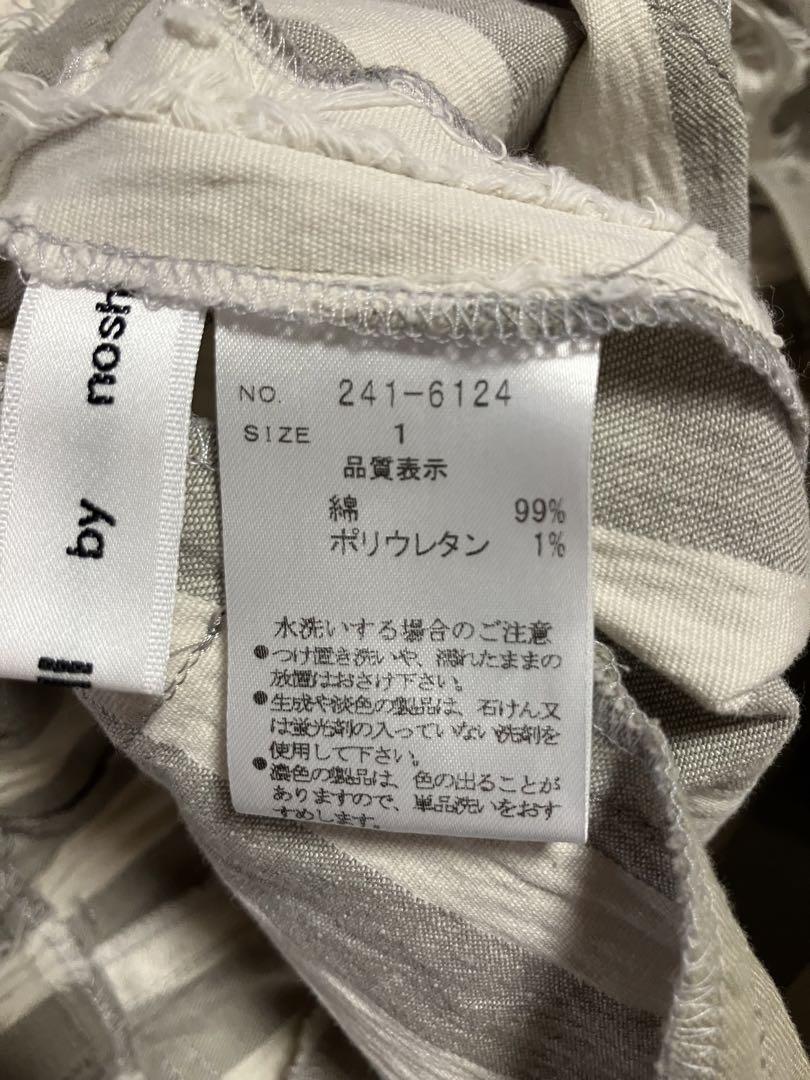 by nosh
NO. 241-6124
SIZE 1
品質表示
綿 99%
ポリウレタン 1%
水洗いする場合のご注意
●つけ置き洗いや、濡れたままの
放置はおさけ下さい。
●生成や淡色の製品は、石けん又
は蛍光剤の入っていない洗剤を
使用して下さい。
●濃色の製品は、色の出ることが
ありますので、単品洗いをおす
すめします。